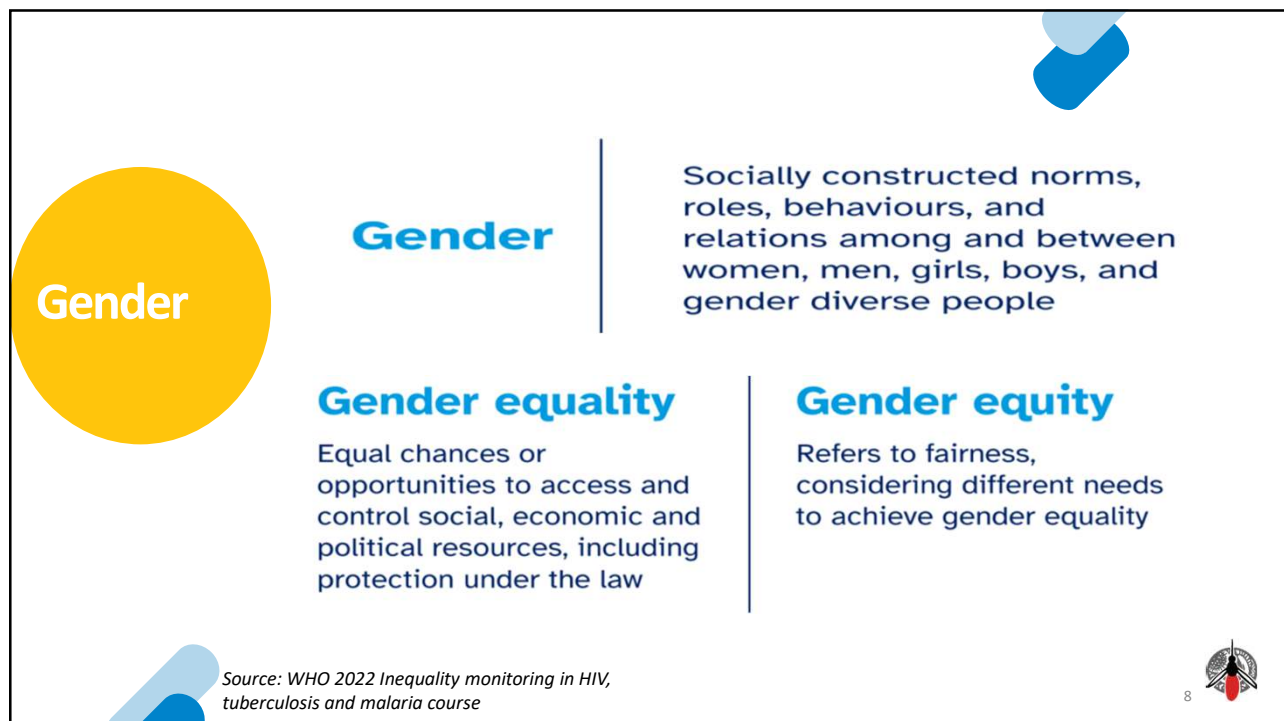 Gender
Gender
Socially constructed norms,
roles, behaviours, and
relations among and between
women, men, girls, boys, and
gender diverse people
Gender equality
Equal chances or
opportunities to access and
control social, economic and
political resources, including
protection under the law
Gender equity
Refers to fairness,
considering different needs
to achieve gender equality
Source: WHO 2022 Inequality monitoring in HIV,
tuberculosis and malaria course
8